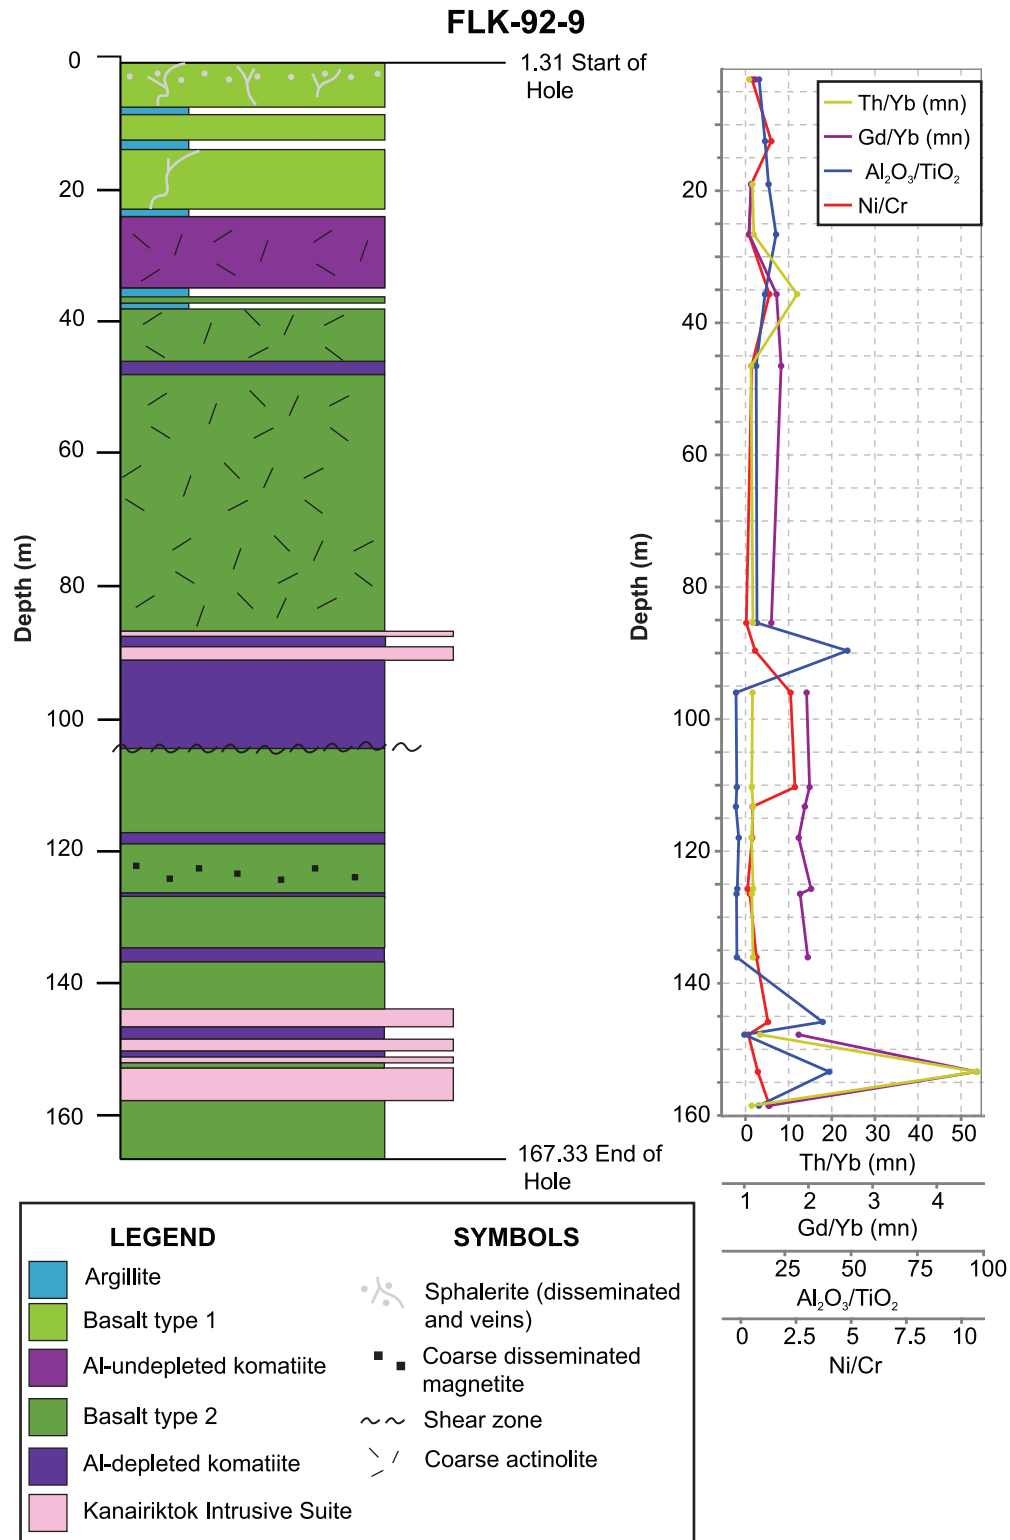 FLK-92-9
0
20
40
60
80
100
120
140
160
Depth (m)
1.31 Start of
Hole
167.33 End of
Hole
20
40
60
80
100
120
140
160
Depth (m)
Th/Yb (mn)
Gd/Yb (mn)
Al₂O₃/TiO₂
Ni/Cr
0 10 20 30 40 50
Th/Yb (mn)
1 2 3 4
Gd/Yb (mn)
25 50 75 100
Al₂O₃/TiO₂
0 2.5 5 7.5 10
Ni/Cr
LEGEND
Argillite
Basalt type 1
Al-undepleted komatiite
Basalt type 2
Al-depleted komatiite
Kanairiktok Intrusive Suite
SYMBOLS
Sphalerite (disseminated
and veins)
Coarse disseminated
magnetite
Shear zone
Coarse actinolite